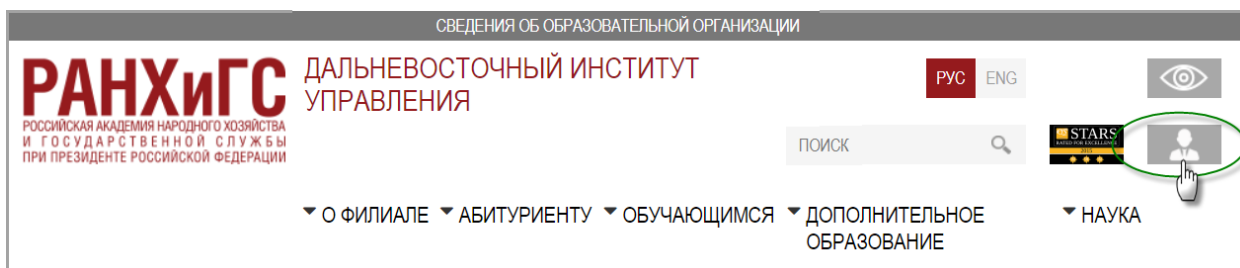 СВЕДЕНИЯ ОБ ОБРАЗОВАТЕЛЬНОЙ ОРГАНИЗАЦИИ
РАНХиГС
РОССИЙСКАЯ АКАДЕМИЯ НАРОДНОГО ХОЗЯЙСТВА
И ГОСУДАРСТВЕННОЙ СЛУЖБЫ
ПРИ ПРЕЗИДЕНТЕ РОССИЙСКОЙ ФЕДЕРАЦИИ
ДАЛЬНЕВОСТОЧНЫЙ ИНСТИТУТ
УПРАВЛЕНИЯ
РУС ENG
ПОИСК
STARS
RATED FOR EXCELLENCE
2015
О ФИЛИАЛЕ АБИТУРИЕНТУ ОБУЧАЮЩИМСЯ ДОПОЛНИТЕЛЬНОЕ
ОБРАЗОВАНИЕ
НАУКА